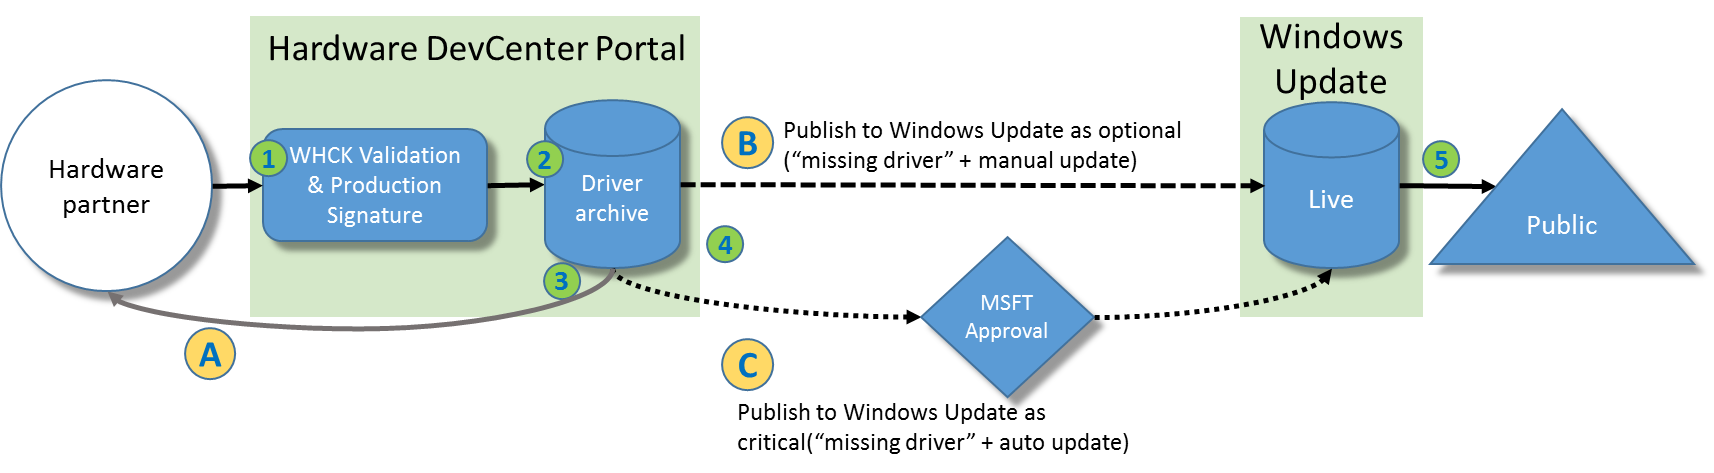 Hardware DevCenter Portal
Windows
Update
Hardware
partner
1
WHCK Validation
& Production
Signature
2
Driver
archive
3
4
A
B
Publish to Windows Update as optional
(“missing driver” + manual update)
MSFT
Approval
C
Publish to Windows Update as
critical(“missing driver” + auto update)
Live
5
Public